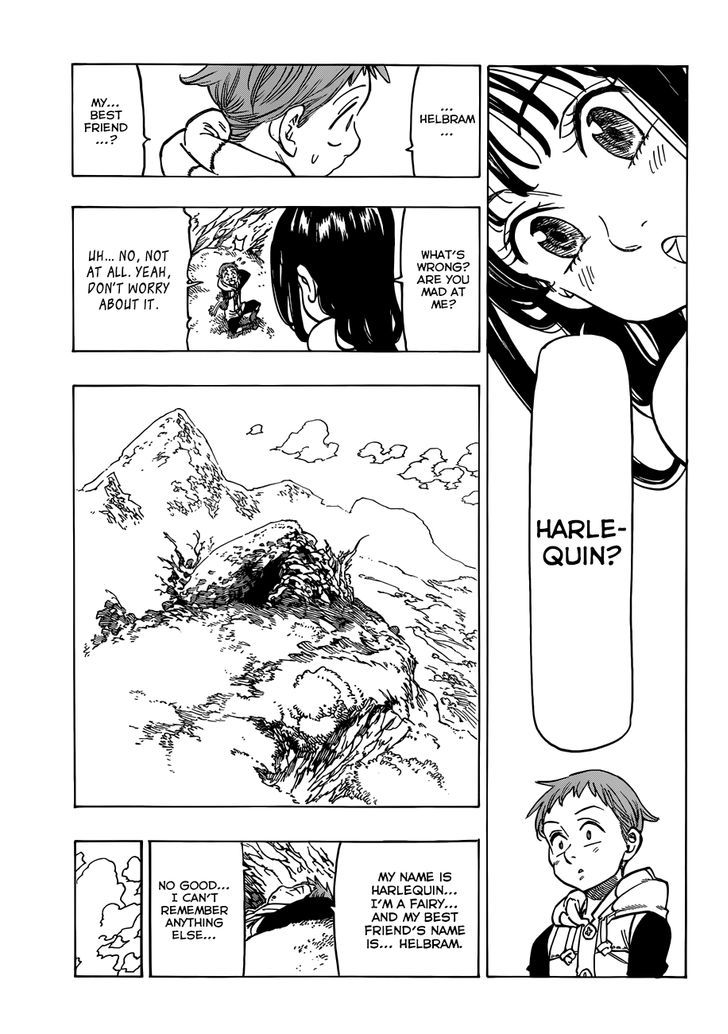 HARLE-
QUIN?
...
HELBRAM
...
MY...
BEST
FRIEND
...?
WHAT'S
WRONG?
ARE YOU
MAD AT
ME?
UH... NO, NOT
AT ALL. YEAH,
DON'T WORRY
ABOUT IT.
MY NAME IS
HARLEQUIN...
I'M A FAIRY...
AND MY BEST
FRIEND'S NAME
IS... HELBRAM.
NO GOOD...
I CAN'T
REMEMBER
ANYTHING
ELSE...